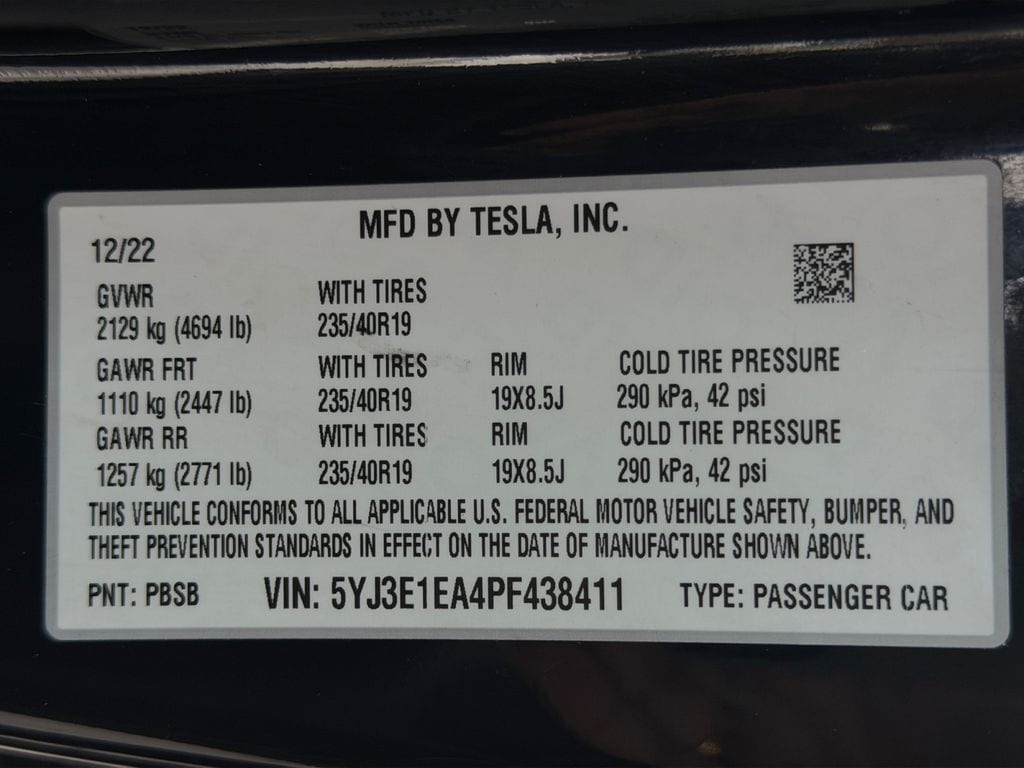 MFD BY TESLA, INC.
12/22
GVWR WITH TIRES
2129 kg (4694 lb) 235/40R19
GAWR FRT WITH TIRES RIM COLD TIRE PRESSURE
1110 kg (2447 lb) 235/40R19 19X8.5J 290 kPa, 42 psi
GAWR RR WITH TIRES RIM COLD TIRE PRESSURE
1257 kg (2771 lb) 235/40R19 19X8.5J 290 kPa, 42 psi
THIS VEHICLE CONFORMS TO ALL APPLICABLE U.S. FEDERAL MOTOR VEHICLE SAFETY, BUMPER, AND
THEFT PREVENTION STANDARDS IN EFFECT ON THE DATE OF MANUFACTURE SHOWN ABOVE.
PNT: PBSB VIN: 5YJ3E1EA4PF438411 TYPE: PASSENGER CAR